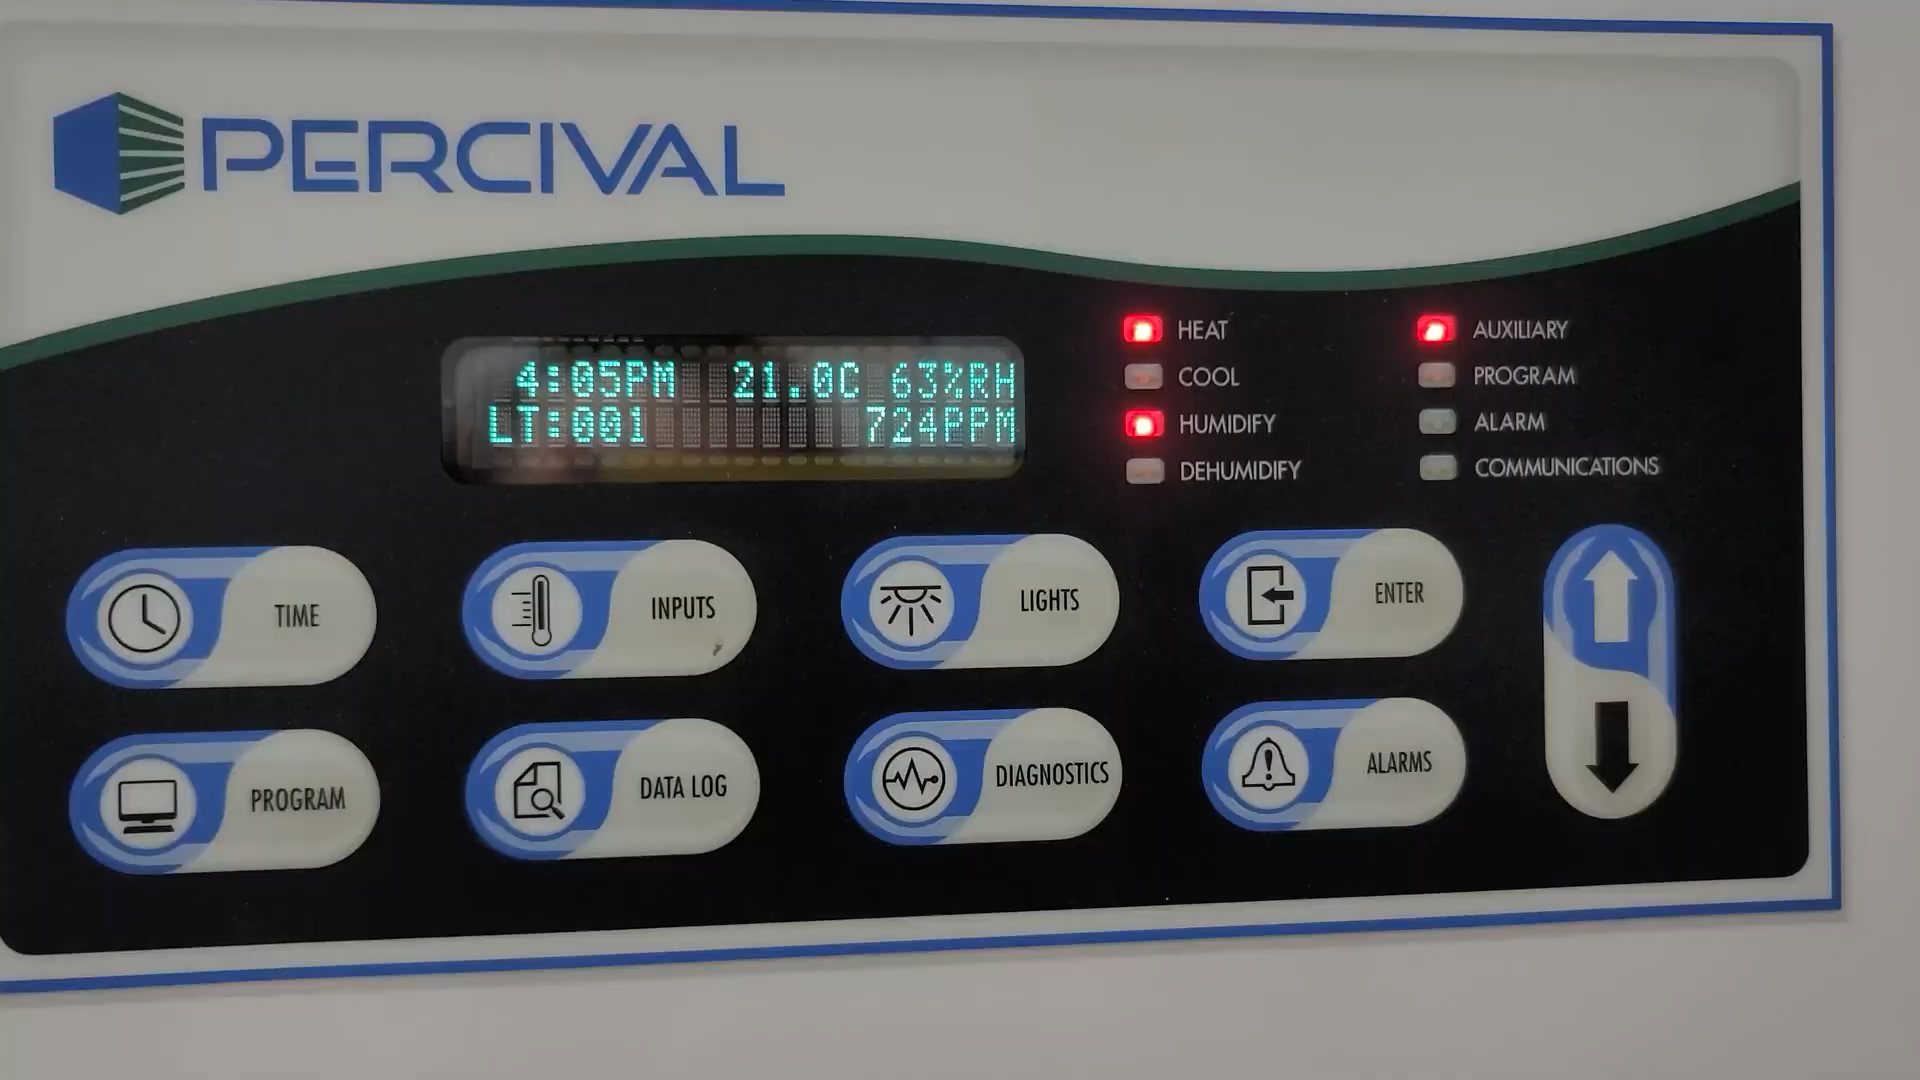 PERCIVAL
4:05PM 21.0C 63%RH
LT:001 724PPM
HEAT
COOL
HUMIDIFY
DEHUMIDIFY
AUXILIARY
PROGRAM
ALARM
COMMUNICATIONS
TIME
INPUTS
LIGHTS
ENTER
PROGRAM
DATA LOG
DIAGNOSTICS
ALARMS